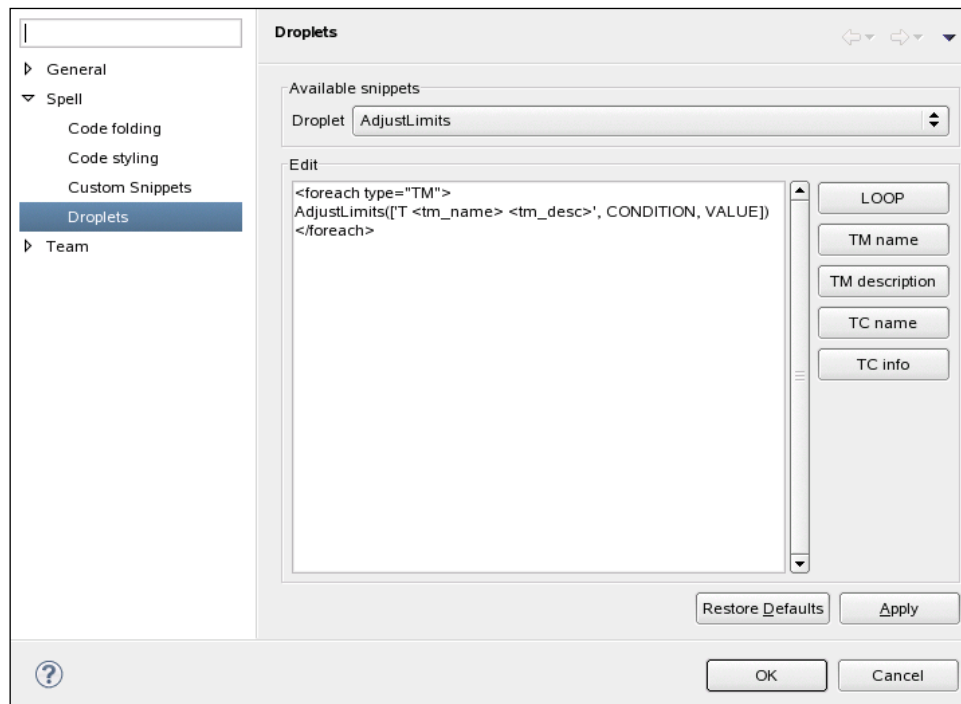 Droplets
General
Spell
Code folding
Code styling
Custom Snippets
Droplets
Team
Available snippets
Droplet AdjustLimits
Edit
<foreach type="TM">
AdjustLimits(['T <tm_name> <tm_desc>', CONDITION, VALUE])
</foreach>
LOOP
TM name
TM description
TC name
TC info
Restore Defaults Apply
? OK Cancel